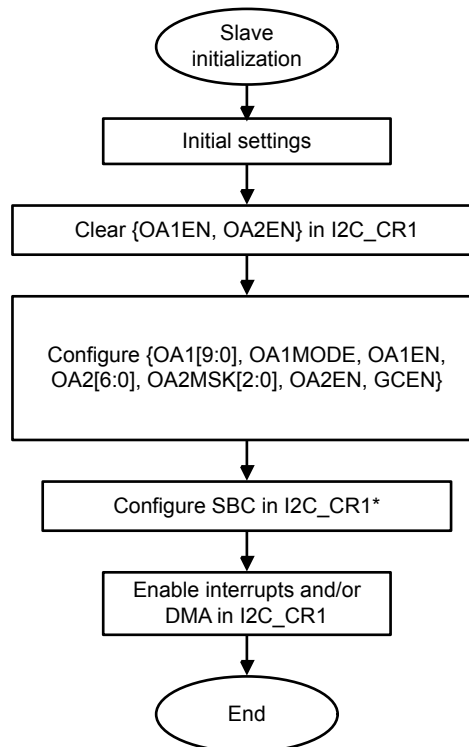 Slave
initialization
Initial settings
Clear {OA1EN, OA2EN} in I2C_CR1
Configure {OA1[9:0], OA1MODE, OA1EN,
OA2[6:0], OA2MSK[2:0], OA2EN, GCEN}
Configure SBC in I2C_CR1*
Enable interrupts and/or
DMA in I2C_CR1
End